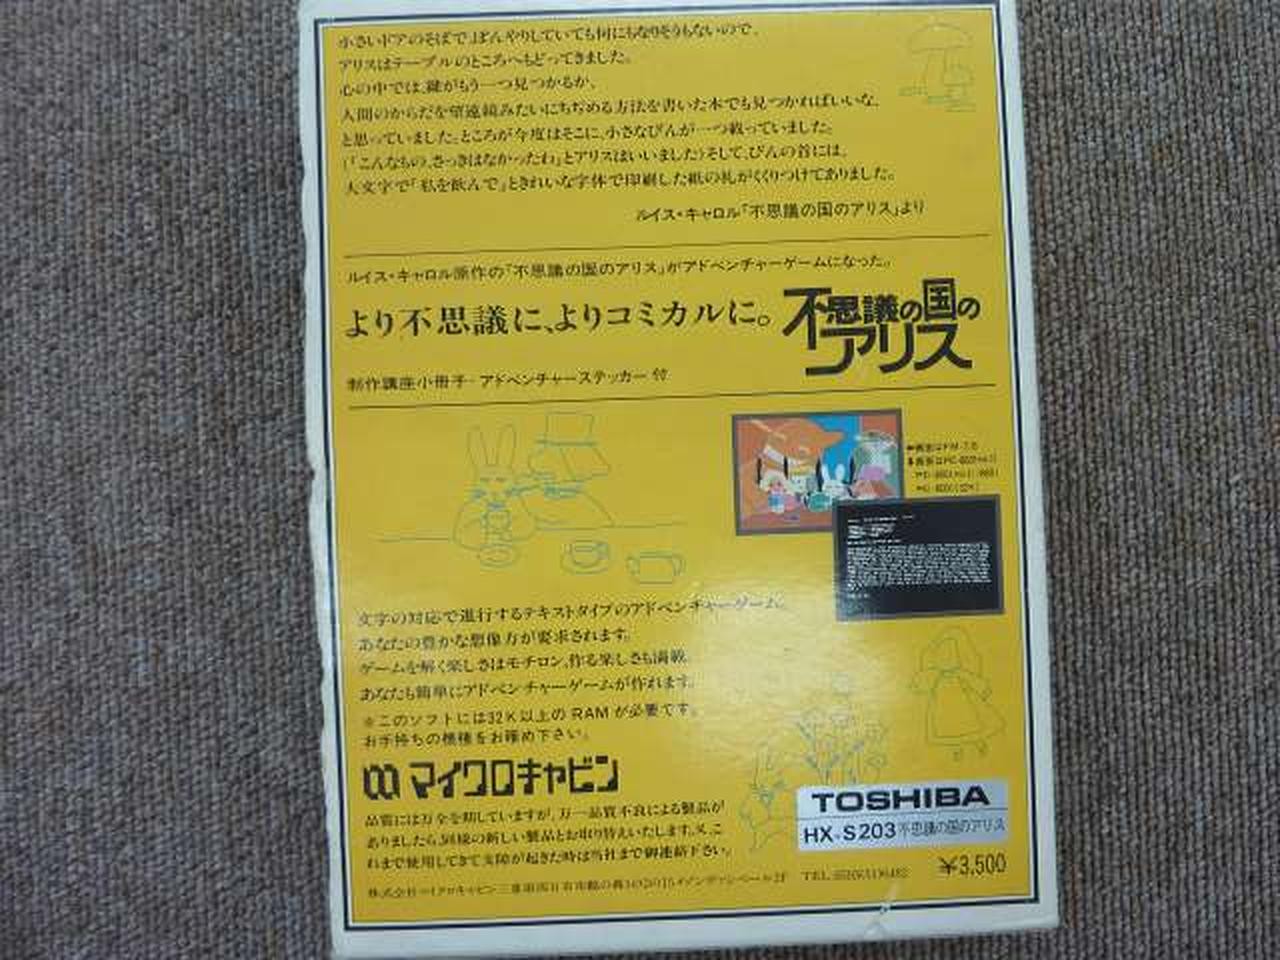 小さいドアのそばで、ぼんやりしていても何にもなりそうもないので、
アリスはテーブルのところへもどってきました。
心の中では、鍵がもう一つ見つかるか、
人間のからだを望遠鏡みたいにちぢめる方法を書いた本でも見つかればいいな、
と思っていました。ところが今度はそこに、小さなびんが一つ載っていました。
(「こんなもの、さっきはなかったわ」とアリスはいいました)そして、びんの首には、
大文字で「私を飲んで」ときれいな字体で印刷した紙の札がくくりつけてありました。
ルイス・キャロル「不思議の国のアリス」より
ルイス・キャロル原作の「不思議の国のアリス」がアドベンチャーゲームになった。
より不思議に、よりコミカルに。
不思議の国の
アリス
制作講座小冊子・アドベンチャーステッカー付
文字の対応で進行するテキストタイプのアドベンチャーゲーム。
あなたの豊かな想像力が要求されます。
ゲームを解く楽しさはモチロン、作る楽しさも満載。
あなたも簡単にアドベンチャーゲームが作れます。
※このソフトには32K以上のRAMが必要です。
お手持ちの機種をお確め下さい。
マイクロキャビン
品質には万全を期していますが、万一品質不良による製品が
ありましたら、同様の新しい製品とお取り替えいたします。又、こ
れまで使用してきて支障が起きた時は当社まで御連絡下さい。
TOSHIBA
HX-S203 不思議の国のアリス
¥3,500
株式会社マイクロキャビン 三重県四日市市
TEL